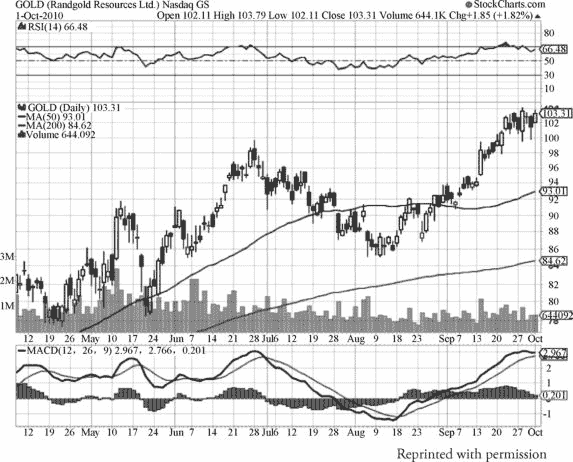 GOLD (Randgold Resources Ltd.) Nasdaq GS
StockCharts.com
1-Oct-2010
Open 102.11 High 103.79 Low 102.11 Close 103.31 Volume 644.1K Chg+1.85 (+1.82%)
RSI(14) 66.48
90
66.48
50
30
10
GOLD (Daily) 103.31
MA(50) 93.01
MA(200) 84.62
Volume 644,092
103.31
102
100
98
96
94
93.01
92
90
88
86
84.62
3M
82
2M
80
1M
644092
78
12 19 26 May 10 17 24 Jun 7 14 21 28 Jul6 12 19 26 Aug 9 16 23 Sep 7 13 20 27 Oct
MACD(12, 26, 9) 2.967, 2.766, 0.201
2.967
2
1
0.201
-1
12 19 26 May 10 17 24 Jun 7 14 21 28 Jul6 12 19 26 Aug 9 16 23 Sep 7 13 20 27 Oct
Reprinted with permission